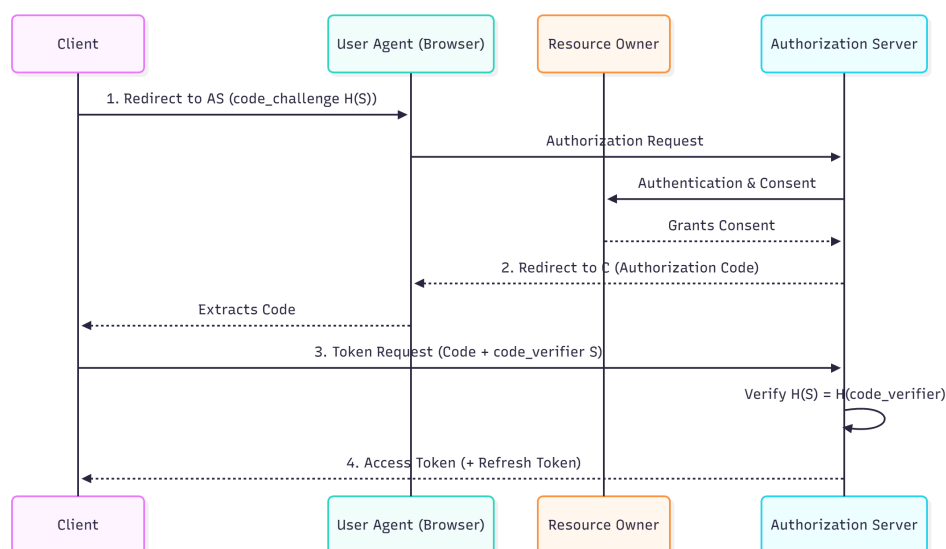 Client
User Agent (Browser)
Resource Owner
Authorization Server
1. Redirect to AS (code_challenge H(S))
Authorization Request
Authentication & Consent
Grants Consent
2. Redirect to C (Authorization Code)
Extracts Code
3. Token Request (Code + code_verifier S)
Verify H(S) = H(code_verifier)
4. Access Token (+ Refresh Token)
Client
User Agent (Browser)
Resource Owner
Authorization Server